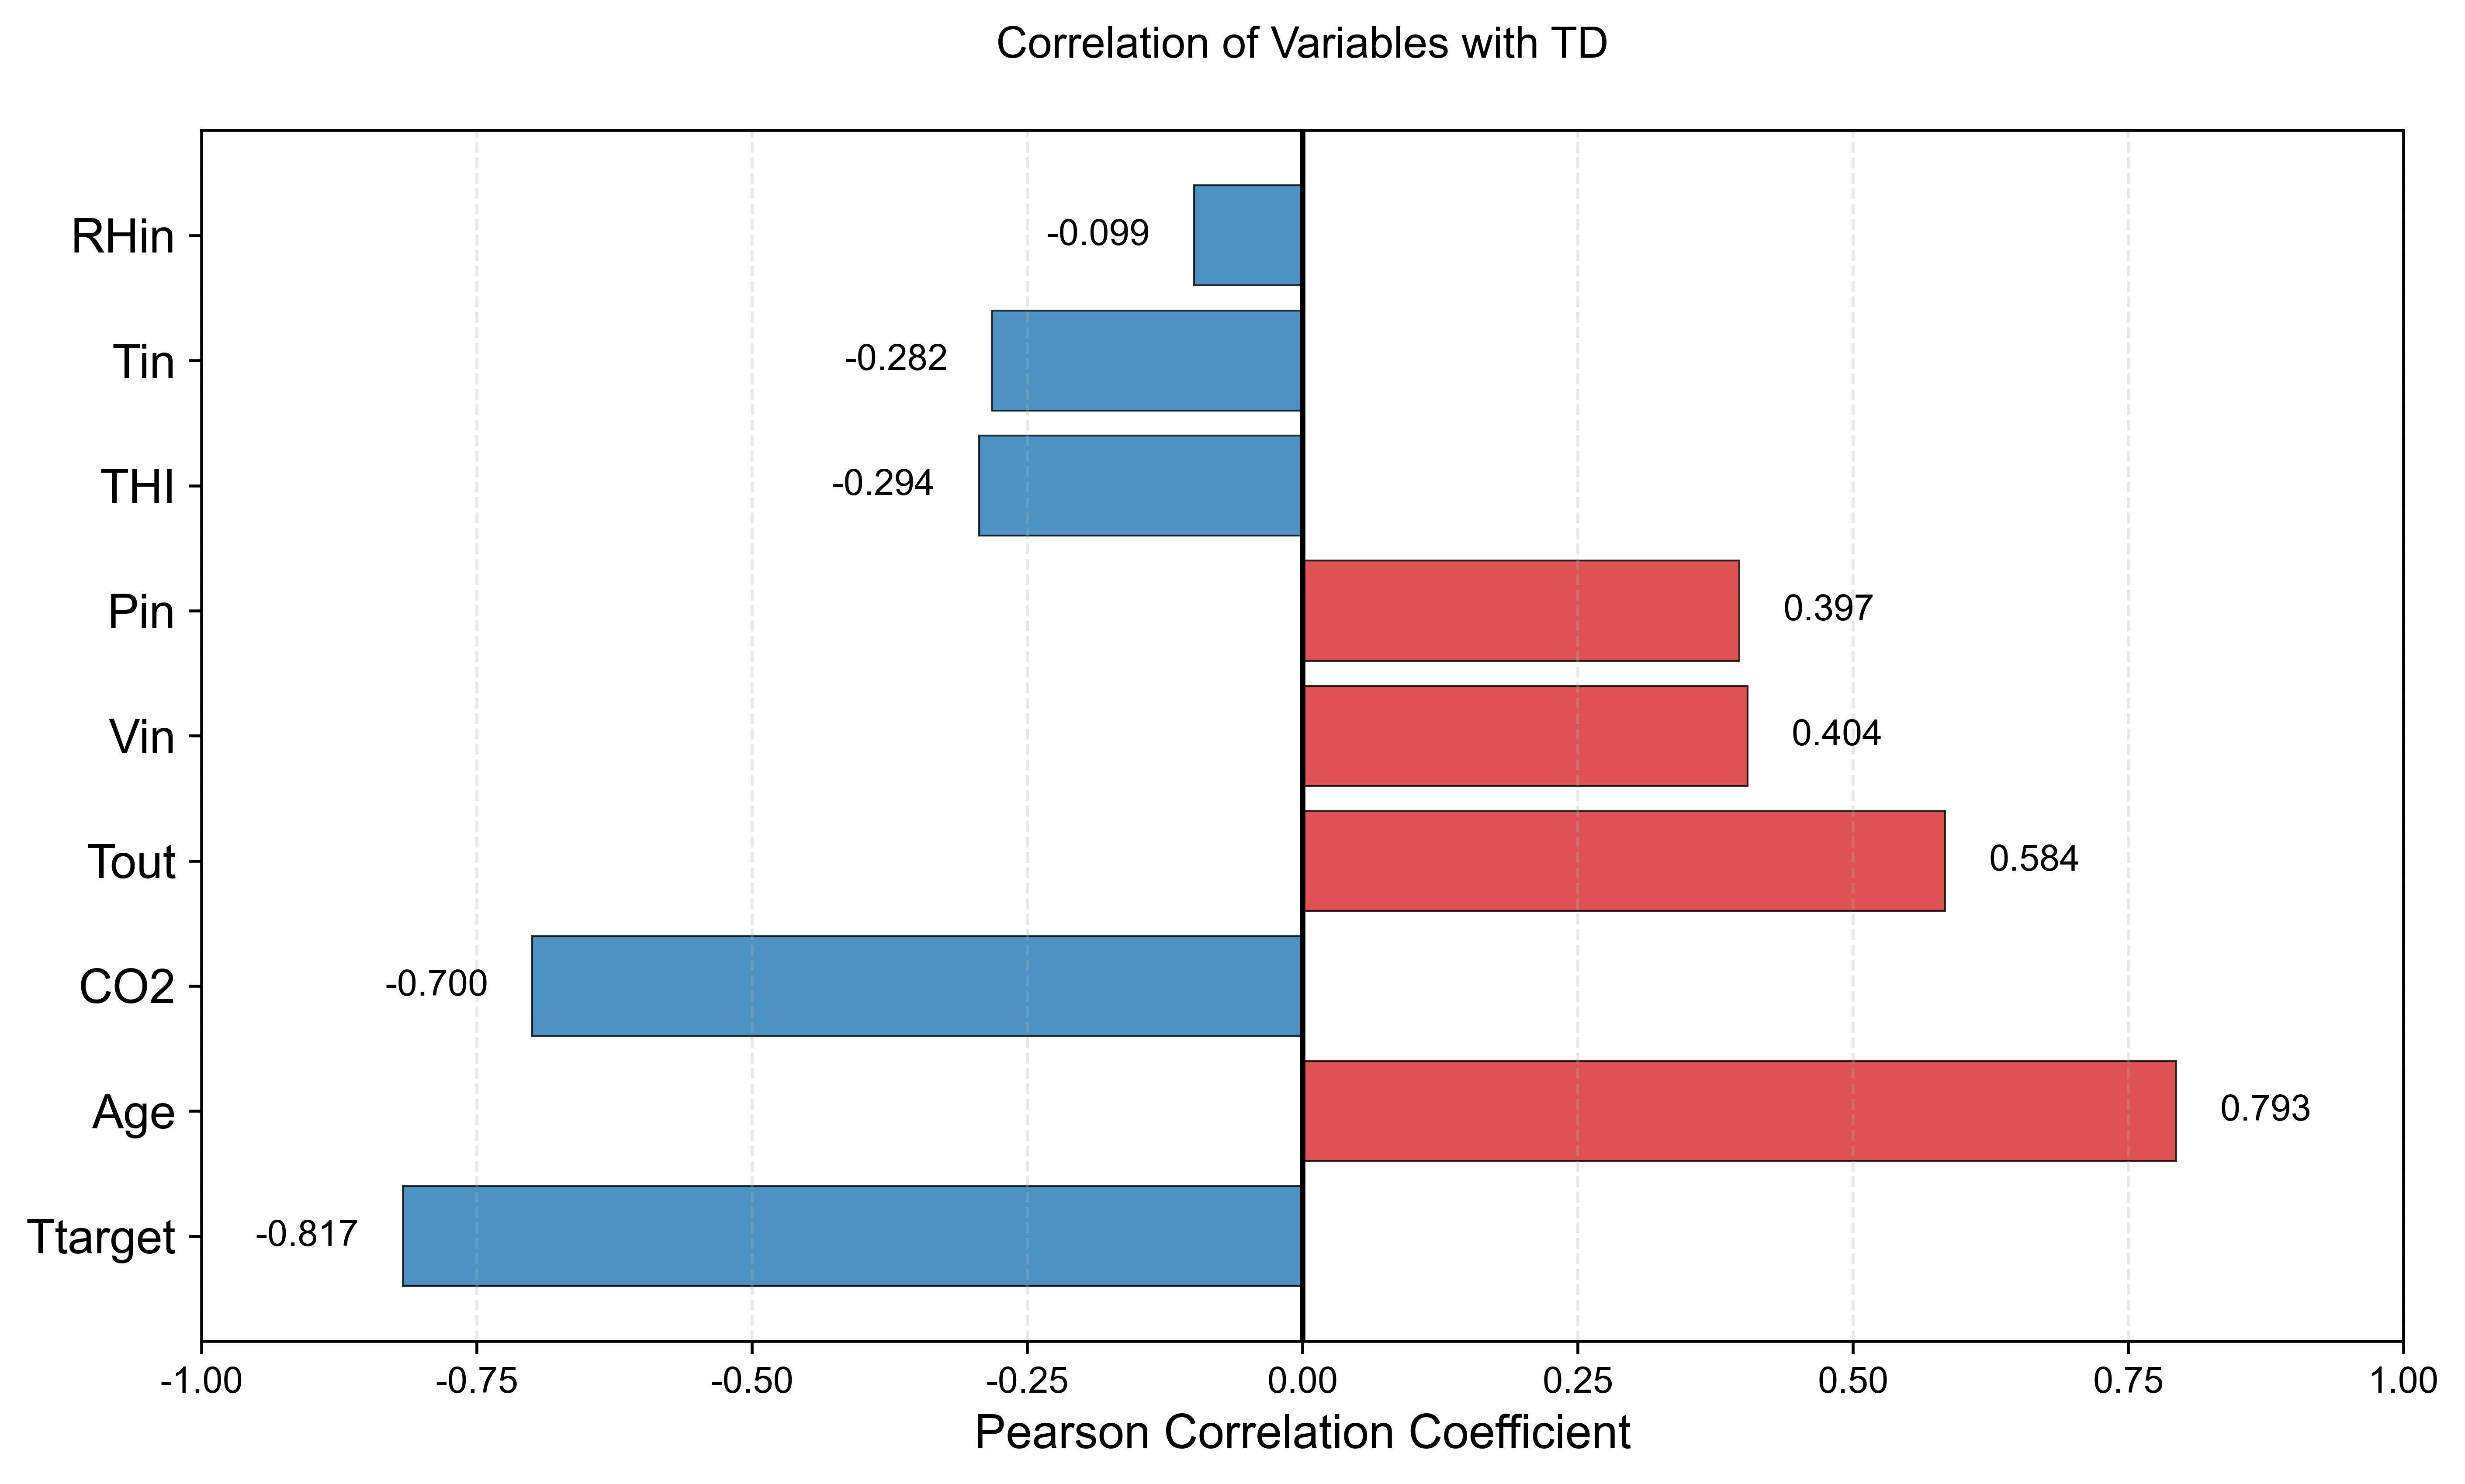 Correlation of Variables with TD
RHin
-0.099
Tin
-0.282
THI
-0.294
Pin
0.397
Vin
0.404
Tout
0.584
CO2
-0.700
Age
0.793
Ttarget
-0.817
-1.00 -0.75 -0.50 -0.25 0.00 0.25 0.50 0.75 1.00
Pearson Correlation Coefficient